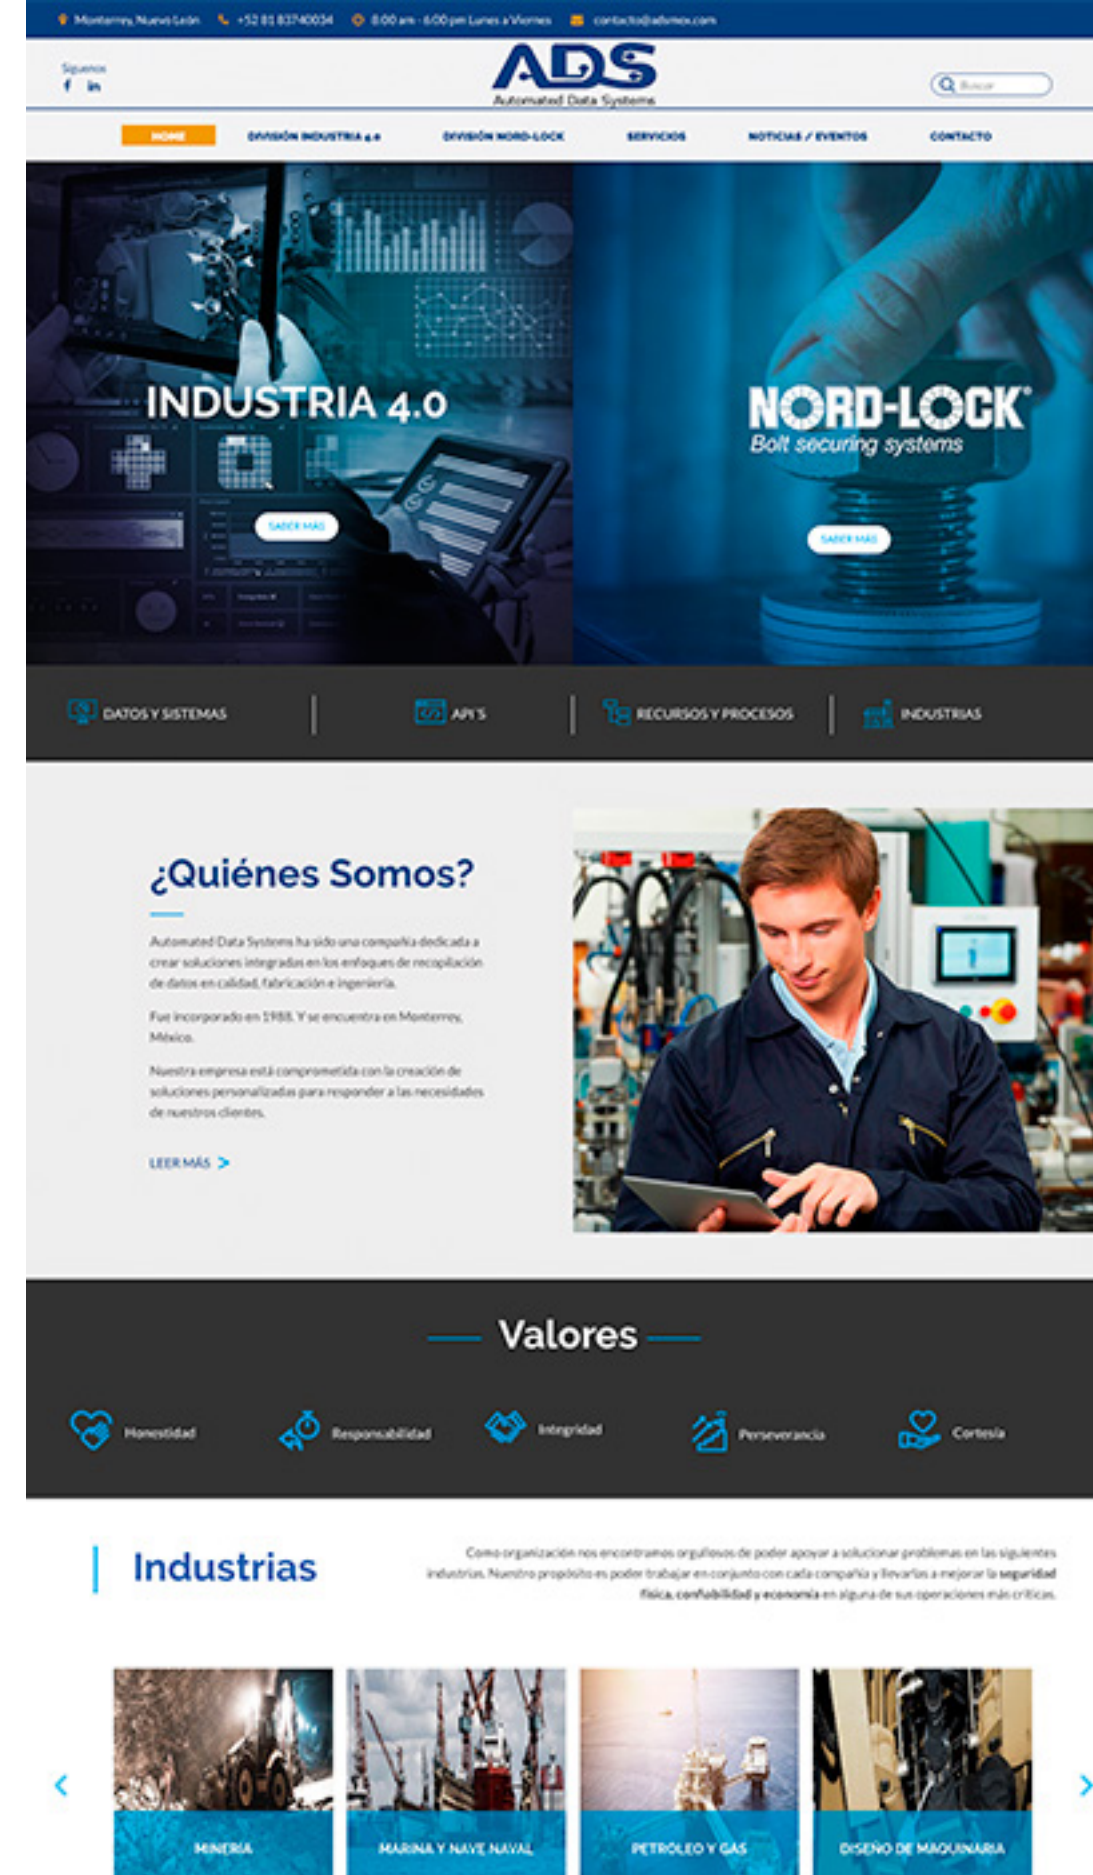 Monterrey, Nuevo León +52 81 83740034 8:00 am - 6:00 pm Lunes a Viernes contacto@adsmex.com
Síguenos
ADS
Automated Data Systems
Buscar
HOME DIVISIÓN INDUSTRIA 4.0 DIVISIÓN NORD-LOCK SERVICIOS NOTICIAS / EVENTOS CONTACTO
INDUSTRIA 4.0
SABER MÁS
NORD-LOCK®
Bolt securing systems
SABER MÁS
DATOS Y SISTEMAS API'S RECURSOS Y PROCESOS INDUSTRIAS
¿Quiénes Somos?
Automated Data Systems ha sido una compañía dedicada a
crear soluciones integradas en los enfoques de recopilación
de datos en calidad, fabricación e ingeniería.
Fue incorporado en 1988. Y se encuentra en Monterrey,
México.
Nuestra empresa está comprometida con la creación de
soluciones personalizadas para responder a las necesidades
de nuestros clientes.
LEER MÁS >
Valores
Honestidad Responsabilidad Integridad Perseverancia Cortesía
Industrias
Como organización nos encontramos orgullosos de poder apoyar a solucionar problemas en las siguientes
industrias. Nuestro propósito es poder trabajar en conjunto con cada compañía y llevarlas a mejorar la seguridad
física, confiabilidad y economía en alguna de sus operaciones más críticas.
MINERÍA MARINA Y NAVE NAVAL PETRÓLEO Y GAS DISEÑO DE MAQUINARIA